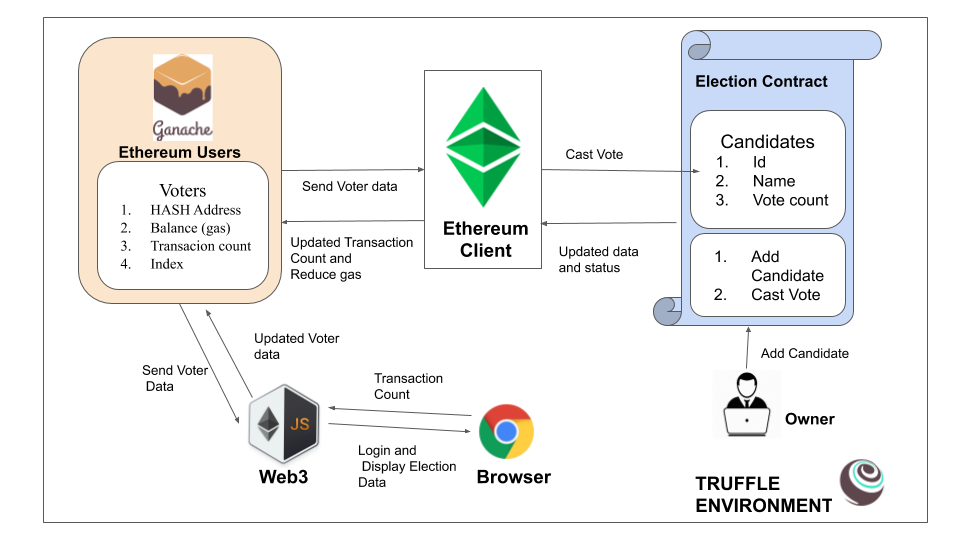 Ganache
Ethereum Users
Voters
1. HASH Address
2. Balance (gas)
3. Transacion count
4. Index
Send Voter data
Updated Transaction
Count and
Reduce gas
Ethereum
Client
Cast Vote
Updated data
and status
Election Contract
Candidates
1. Id
2. Name
3. Vote count
1. Add
Candidate
2. Cast Vote
Add Candidate
Owner
Send Voter
Data
Updated Voter
data
JS
Web3
Transaction
Count
Login and
Display Election
Data
Browser
TRUFFLE
ENVIRONMENT